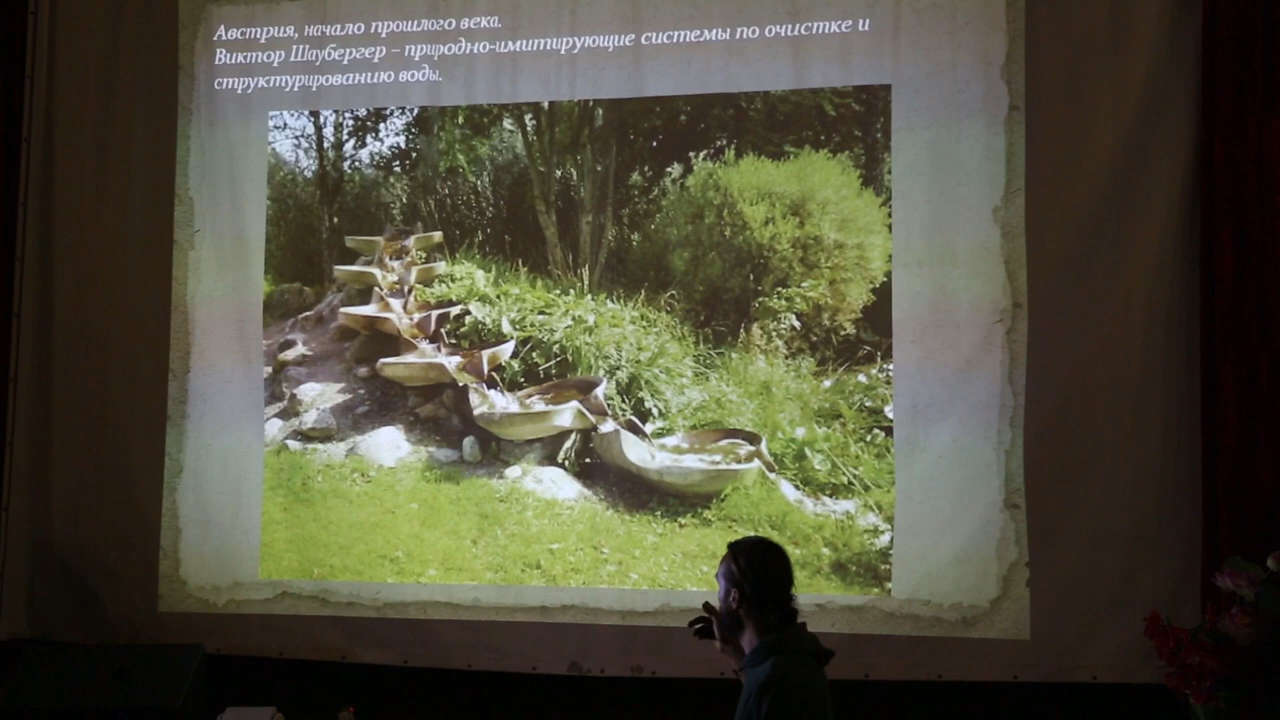 Австрия, начало прошлого века.
Виктор Шаубергер – природно-имитирующие системы по очистке и
структурированию воды.